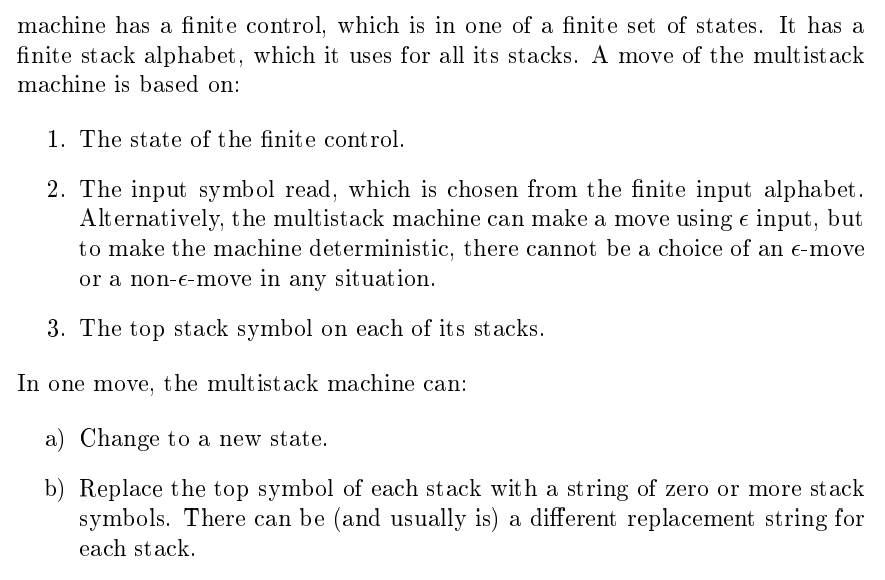 machine has a finite control, which is in one of a finite set of states. It has a
finite stack alphabet, which it uses for all its stacks. A move of the multistack
machine is based on:
1. The state of the finite control.
2. The input symbol read, which is chosen from the finite input alphabet.
Alternatively, the multistack machine can make a move using ϵ input, but
to make the machine deterministic, there cannot be a choice of an ϵ-move
or a non-ϵ-move in any situation.
3. The top stack symbol on each of its stacks.
In one move, the multistack machine can:
a) Change to a new state.
b) Replace the top symbol of each stack with a string of zero or more stack
symbols. There can be (and usually is) a different replacement string for
each stack.